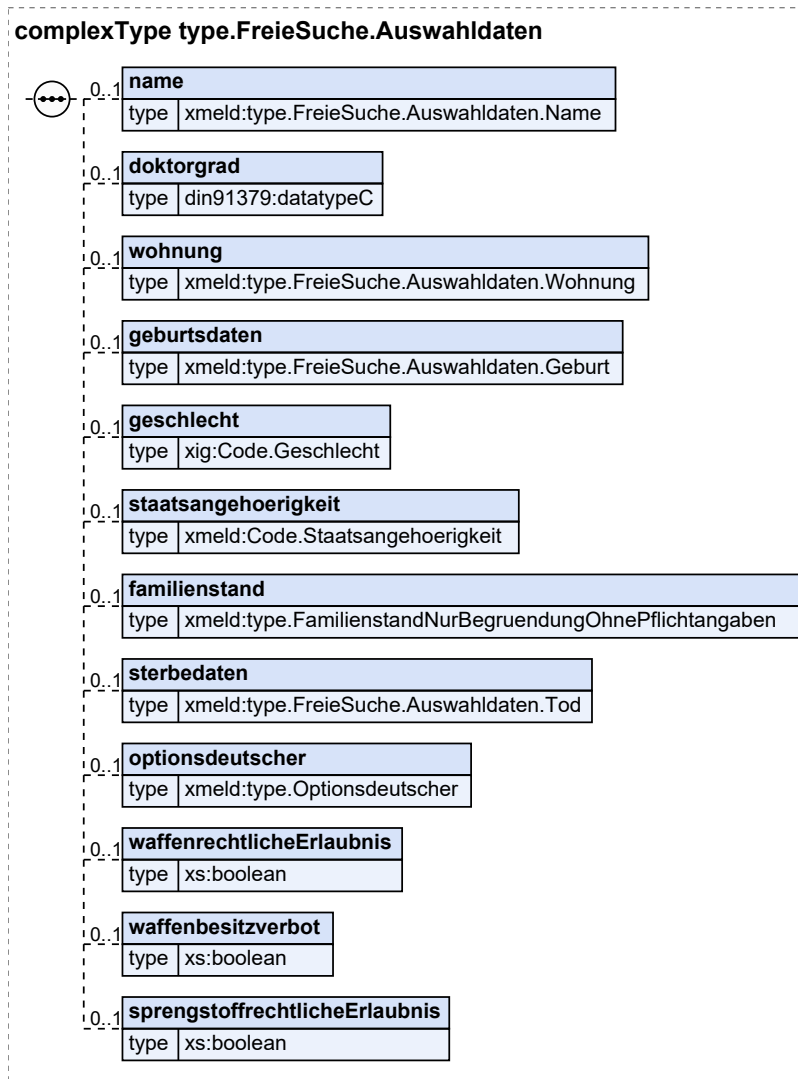 complexType type.FreieSuche.Auswahldaten
0..1 name
type xmeld:type.FreieSuche.Auswahldaten.Name
0..1 doktorgrad
type din91379:datatypeC
0..1 wohnung
type xmeld:type.FreieSuche.Auswahldaten.Wohnung
0..1 geburtsdaten
type xmeld:type.FreieSuche.Auswahldaten.Geburt
0..1 geschlecht
type xig:Code.Geschlecht
0..1 staatsangehoerigkeit
type xmeld:Code.Staatsangehoerigkeit
0..1 familienstand
type xmeld:type.FamilienstandNurBegruendungOhnePflichtangaben
0..1 sterbedaten
type xmeld:type.FreieSuche.Auswahldaten.Tod
0..1 optionsdeutscher
type xmeld:type.Optionsdeutscher
0..1 waffenrechtlicheErlaubnis
type xs:boolean
0..1 waffenbesitzverbot
type xs:boolean
0..1 sprengstoffrechtlicheErlaubnis
type xs:boolean